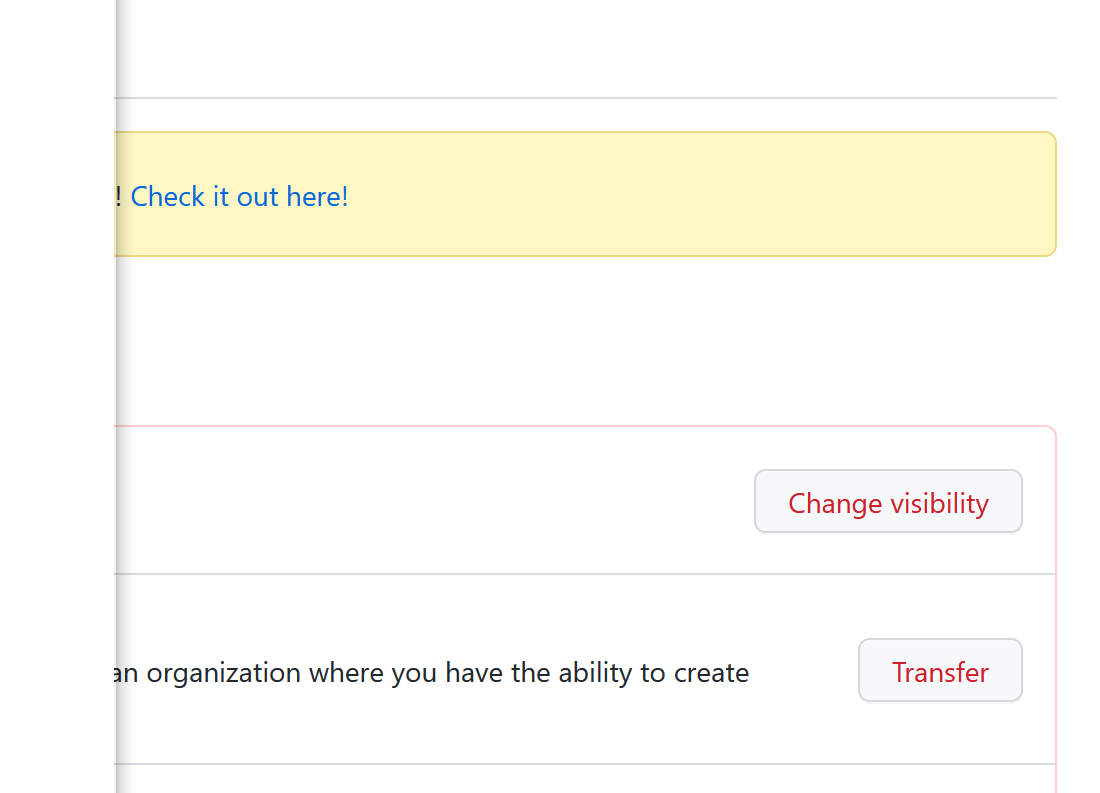 ! Check it out here!
Change visibility
an organization where you have the ability to create
Transfer